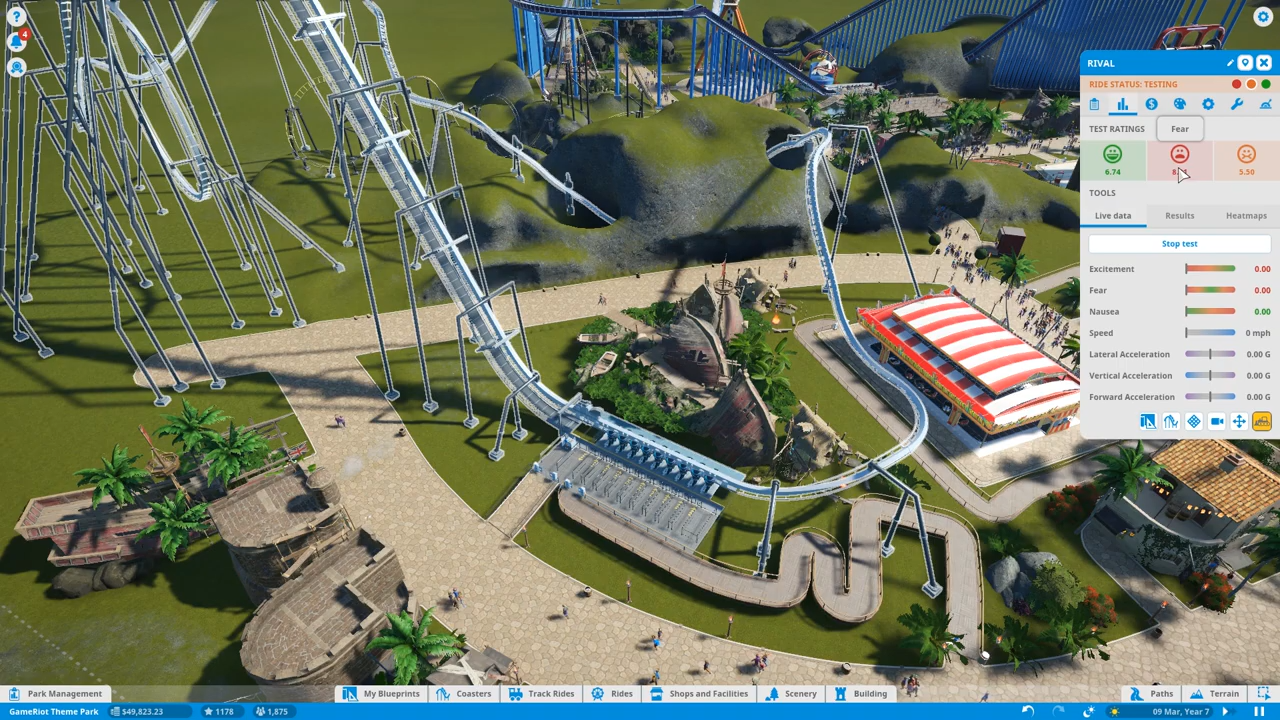 ?
4
RIVAL
RIDE STATUS: TESTING
TEST RATINGS
Fear
6.74
5.50
TOOLS
Live data Results Heatmaps
Stop test
Excitement 0.00
Fear 0.00
Nausea 0.00
Speed 0 mph
Lateral Acceleration 0.00 G
Vertical Acceleration 0.00 G
Forward Acceleration 0.00 G
Park Management My Blueprints Coasters Track Rides Rides Shops and Facilities Scenery Building Paths Terrain
GameRiot Theme Park $49,823.23 1178 1,875 09 Mar, Year 7